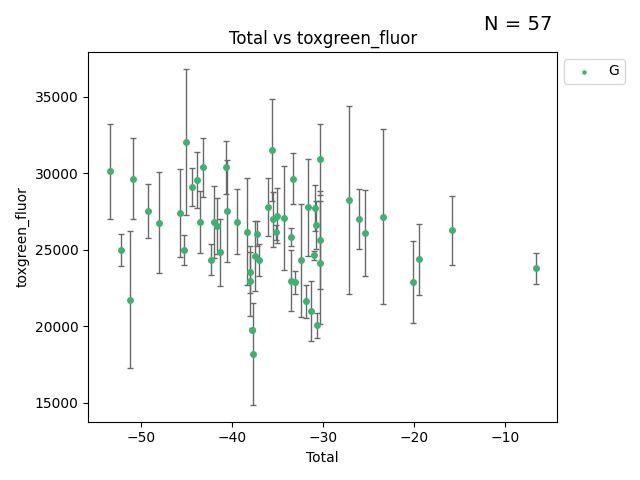 N = 57
Total vs toxgreen_fluor
G
toxgreen_fluor
35000
30000
25000
20000
15000
−50 −40 −30 −20 −10
Total